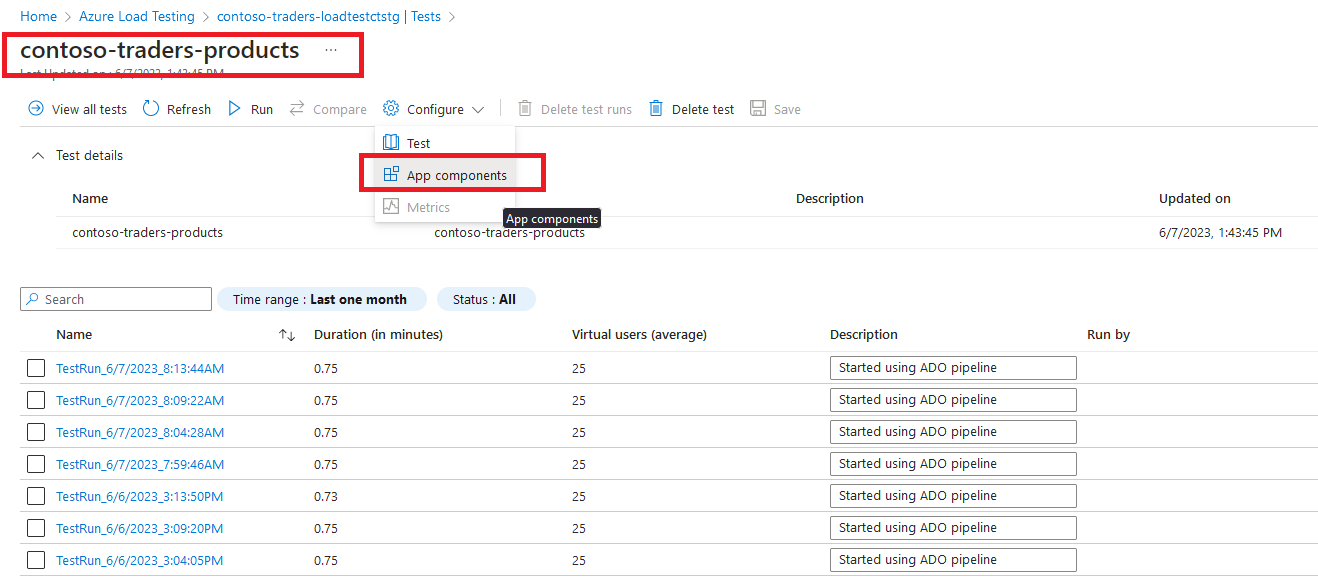 Home > Azure Load Testing > contoso-traders-loadtestctstg | Tests >
contoso-traders-products ...
Last Updated on : 6/7/2023, 1:43:45 PM
View all tests Refresh Run Compare Configure Delete test runs Delete test Save
Test
App components
Metrics
App components
Test details
Name Description Updated on
contoso-traders-products contoso-traders-products 6/7/2023, 1:43:45 PM
Search Time range : Last one month Status : All
Name Duration (in minutes) Virtual users (average) Description Run by
TestRun_6/7/2023_8:13:44AM 0.75 25 Started using ADO pipeline
TestRun_6/7/2023_8:09:22AM 0.75 25 Started using ADO pipeline
TestRun_6/7/2023_8:04:28AM 0.75 25 Started using ADO pipeline
TestRun_6/7/2023_7:59:46AM 0.75 25 Started using ADO pipeline
TestRun_6/6/2023_3:13:50PM 0.73 25 Started using ADO pipeline
TestRun_6/6/2023_3:09:20PM 0.75 25 Started using ADO pipeline
TestRun_6/6/2023_3:04:05PM 0.75 25 Started using ADO pipeline